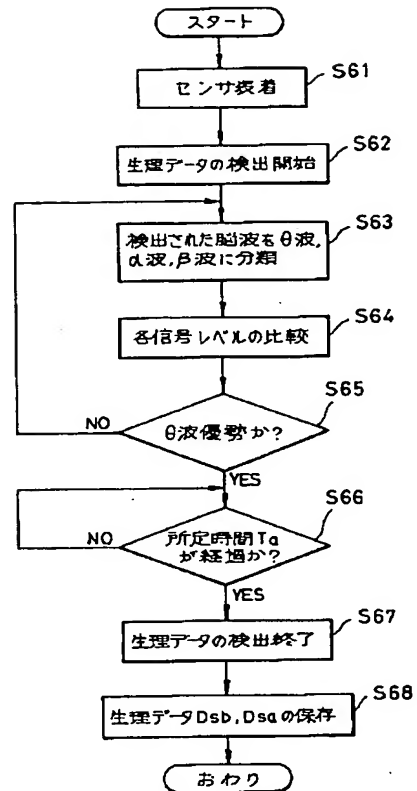 スタート
S61
センサ装着
S62
生理データの検出開始
S63
検出された脳波をθ波,
α波,β波に分類
S64
各信号レベルの比較
S65
θ波優勢か?
NO
YES
S66
所定時間Ta
が経過か?
NO
YES
S67
生理データの検出終了
S68
生理データDsb,Dsaの保存
おわり